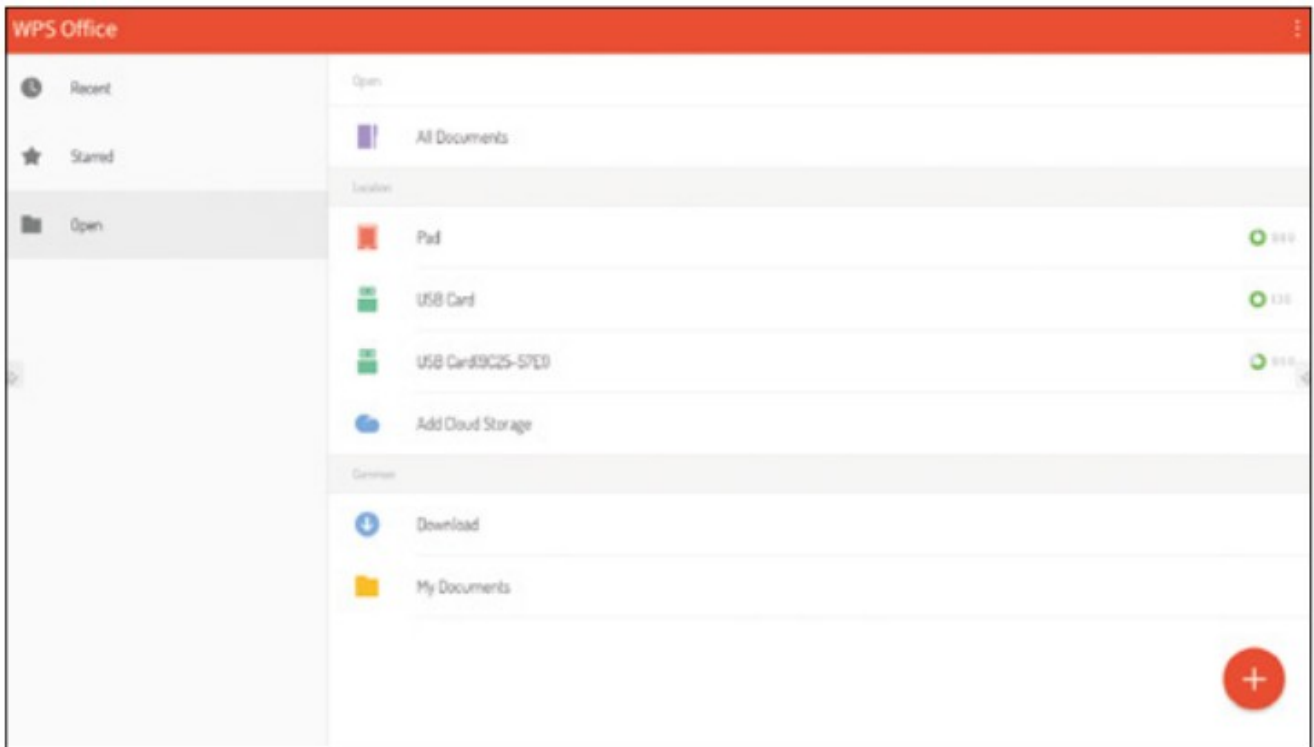 WPS Office
Recent
Starred
Open
Open
All Documents
Location
Pad
USB Card
USB Card(9C25-57E1)
Add Cloud Storage
Common
Download
My Documents